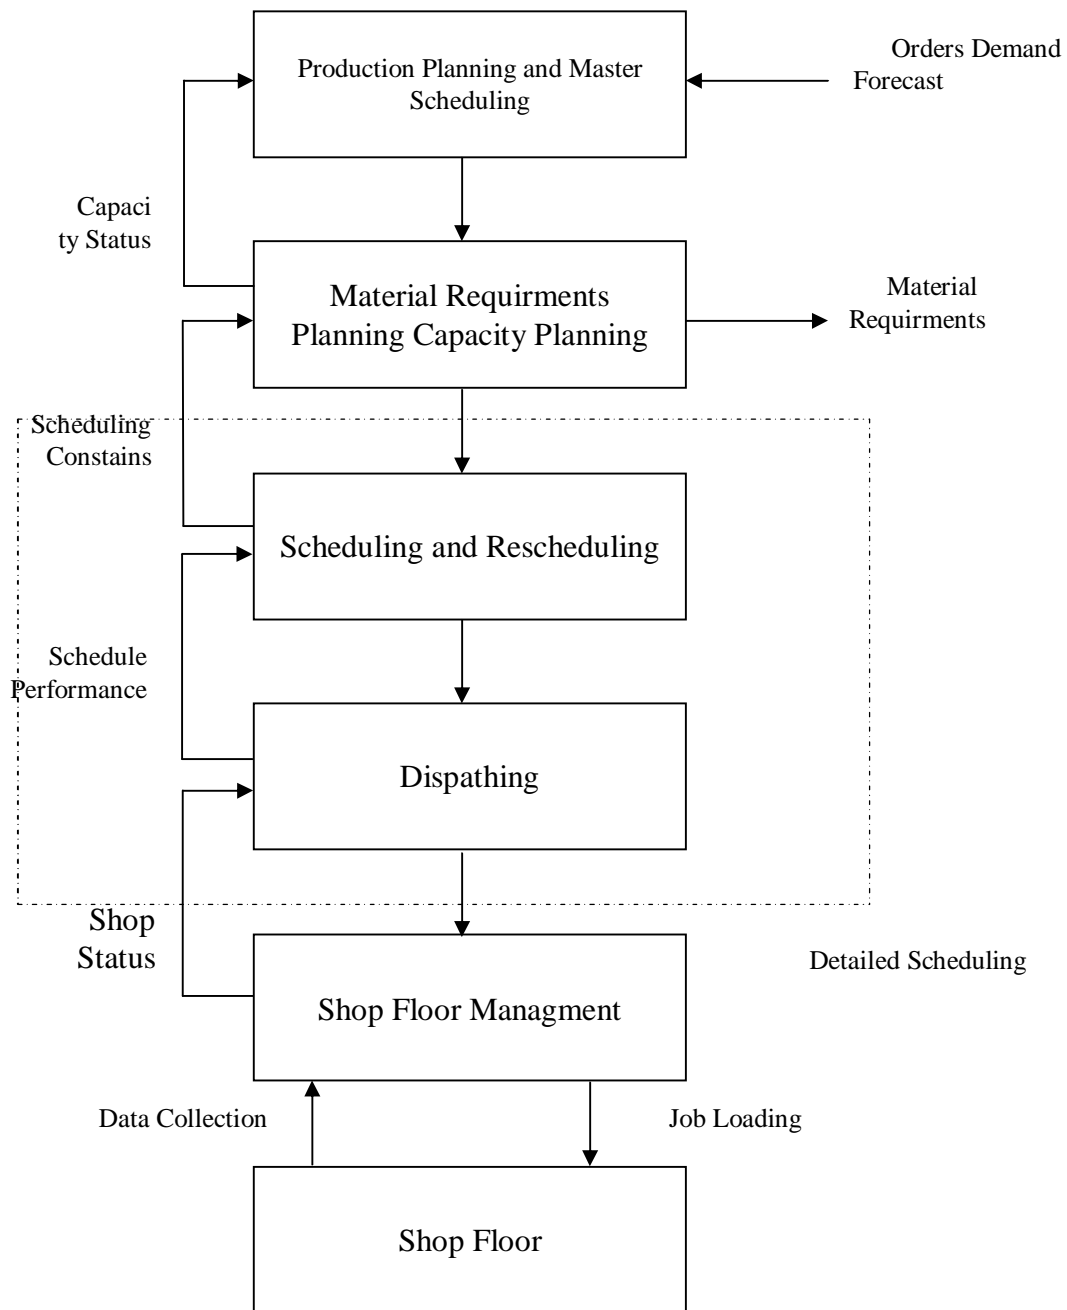 Production Planning and Master
Scheduling
Orders Demand
Forecast
Capaci
ty Status
Material Requirments
Planning Capacity Planning
Material
Requirments
Scheduling
Constains
Scheduling and Rescheduling
Schedule
Performance
Dispathing
Shop
Status
Detailed Scheduling
Shop Floor Managment
Data Collection
Job Loading
Shop Floor